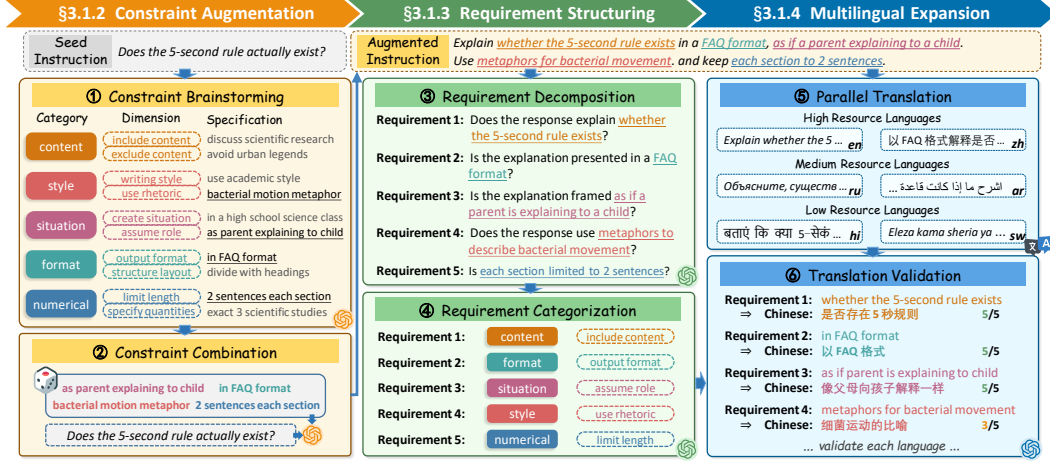 §3.1.2 Constraint Augmentation
§3.1.3 Requirement Structuring
§3.1.4 Multilingual Expansion
Seed Instruction
Does the 5-second rule actually exist?
Augmented Instruction
Explain whether the 5-second rule exists in a FAQ format, as if a parent explaining to a child.
Use metaphors for bacterial movement. and keep each section to 2 sentences.
① Constraint Brainstorming
Category Dimension Specification
content
include content discuss scientific research
exclude content avoid urban legends
style
writing style use academic style
use rhetoric bacterial motion metaphor
situation
create situation in a high school science class
assume role as parent explaining to child
format
output format in FAQ format
structure layout divide with headings
numerical
limit length 2 sentences each section
specify quantities exact 3 scientific studies
② Constraint Combination
as parent explaining to child in FAQ format
bacterial motion metaphor 2 sentences each section
Does the 5-second rule actually exist?
③ Requirement Decomposition
Requirement 1: Does the response explain whether
the 5-second rule exists?
Requirement 2: Is the explanation presented in a FAQ
format?
Requirement 3: Is the explanation framed as if a
parent is explaining to a child?
Requirement 4: Does the response use metaphors to
describe bacterial movement?
Requirement 5: Is each section limited to 2 sentences?
④ Requirement Categorization
Requirement 1: content include content
Requirement 2: format output format
Requirement 3: situation assume role
Requirement 4: style use rhetoric
Requirement 5: numerical limit length
⑤ Parallel Translation
High Resource Languages
Explain whether the 5 ... en
以 FAQ 格式解释是否 ... zh
Medium Resource Languages
Объясните, существ ... ru
اشرح ما إذا كانت قاعدة ... ar
Low Resource Languages
बताएं कि क्या 5-सेकं ... hi
Eleza kama sheria ya ... sw
文 A
⑥ Translation Validation
Requirement 1: whether the 5-second rule exists
⇒ Chinese: 是否存在 5 秒规则 5/5
Requirement 2: in FAQ format
⇒ Chinese: 以 FAQ 格式 5/5
Requirement 3: as if parent is explaining to child
⇒ Chinese: 像父母向孩子解释一样 5/5
Requirement 4: metaphors for bacterial movement
⇒ Chinese: 细菌运动的比喻 3/5
... validate each language ...